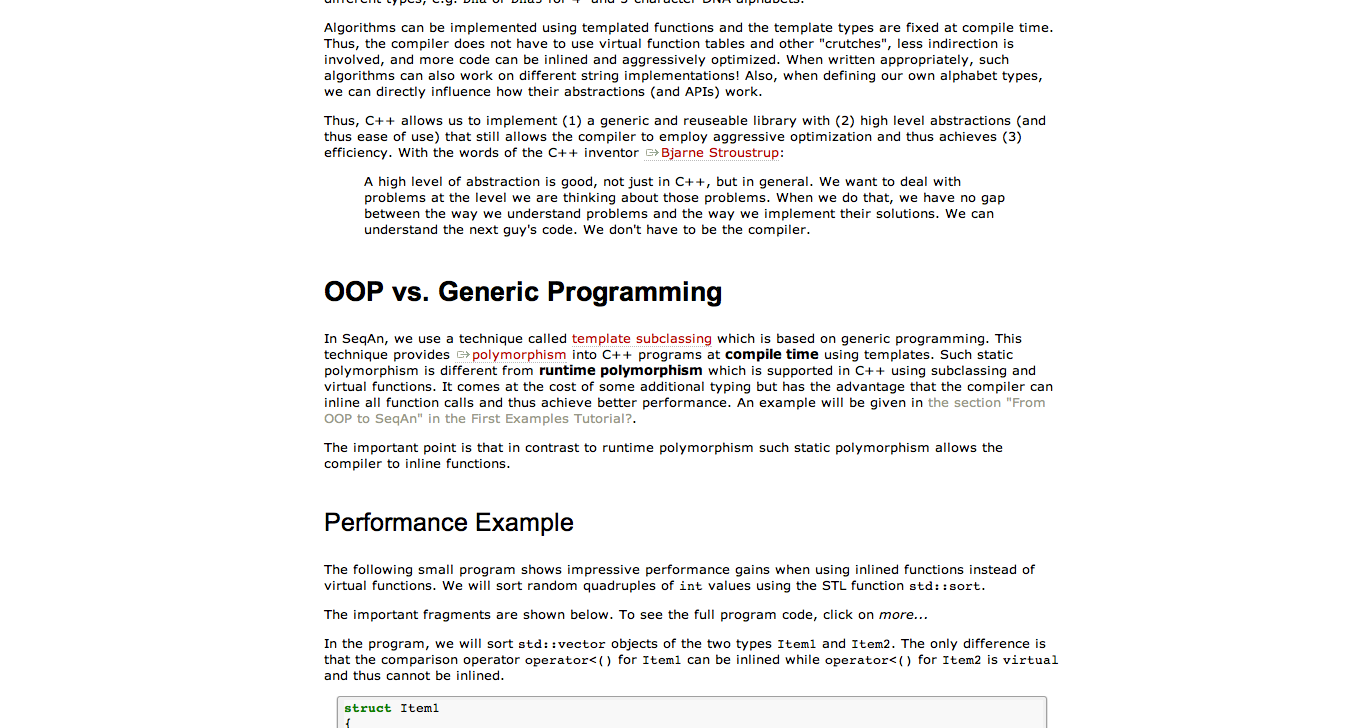 different types, e.g. Dna or Dna5 for 4- and 5-character DNA alphabets.
Algorithms can be implemented using templated functions and the template types are fixed at compile time.
Thus, the compiler does not have to use virtual function tables and other "crutches", less indirection is
involved, and more code can be inlined and aggressively optimized. When written appropriately, such
algorithms can also work on different string implementations! Also, when defining our own alphabet types,
we can directly influence how their abstractions (and APIs) work.
Thus, C++ allows us to implement (1) a generic and reuseable library with (2) high level abstractions (and
thus ease of use) that still allows the compiler to employ aggressive optimization and thus achieves (3)
efficiency. With the words of the C++ inventor Bjarne Stroustrup:
A high level of abstraction is good, not just in C++, but in general. We want to deal with
problems at the level we are thinking about those problems. When we do that, we have no gap
between the way we understand problems and the way we implement their solutions. We can
understand the next guy's code. We don't have to be the compiler.
OOP vs. Generic Programming
In SeqAn, we use a technique called template subclassing which is based on generic programming. This
technique provides polymorphism into C++ programs at compile time using templates. Such static
polymorphism is different from runtime polymorphism which is supported in C++ using subclassing and
virtual functions. It comes at the cost of some additional typing but has the advantage that the compiler can
inline all function calls and thus achieve better performance. An example will be given in the section "From
OOP to SeqAn" in the First Examples Tutorial?.
The important point is that in contrast to runtime polymorphism such static polymorphism allows the
compiler to inline functions.
Performance Example
The following small program shows impressive performance gains when using inlined functions instead of
virtual functions. We will sort random quadruples of int values using the STL function std::sort.
The important fragments are shown below. To see the full program code, click on more...
In the program, we will sort std::vector objects of the two types Item1 and Item2. The only difference is
that the comparison operator operator<() for Item1 can be inlined while operator<() for Item2 is virtual
and thus cannot be inlined.
struct Item1
{